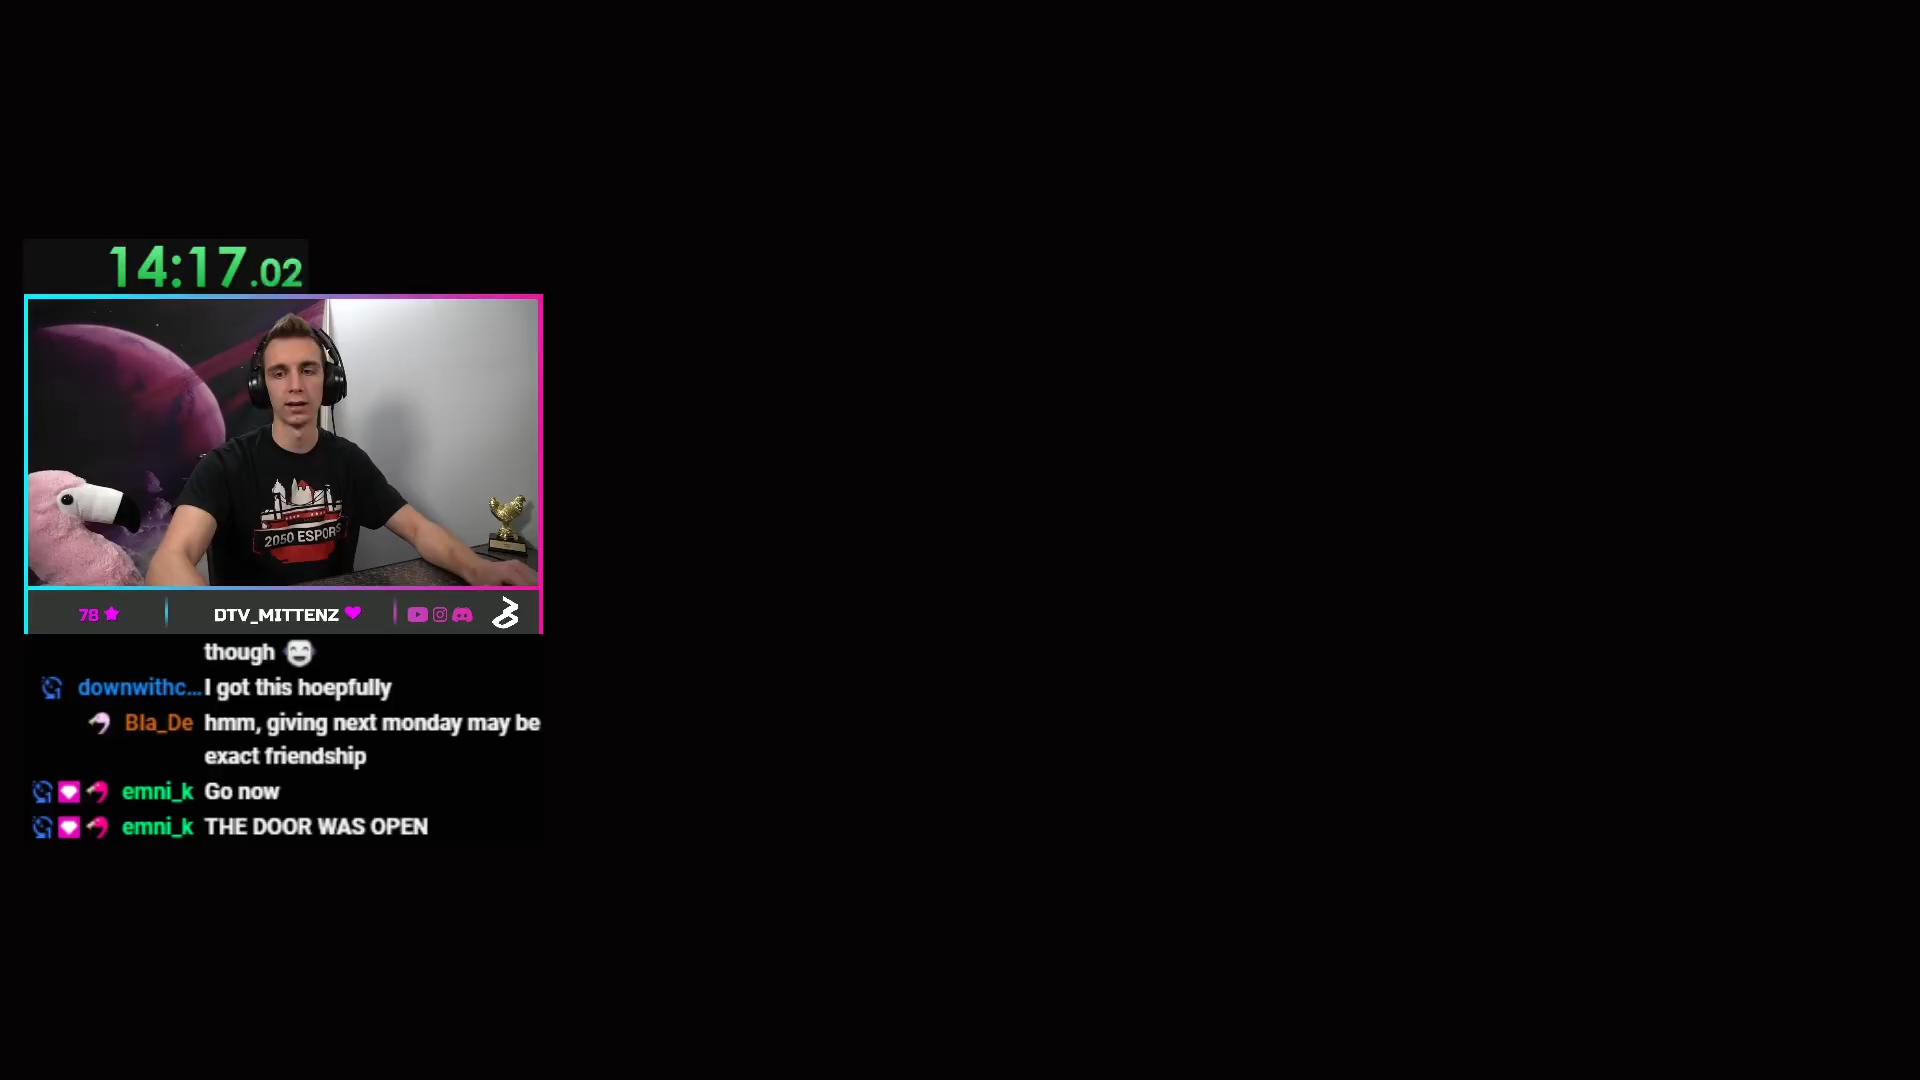 14:17.02
2050 ESPORTS
78 DTV_MITTENZ
though
downwithc... I got this hoepfully
Bla_De hmm, giving next monday may be
exact friendship
emni_k Go now
emni_k THE DOOR WAS OPEN